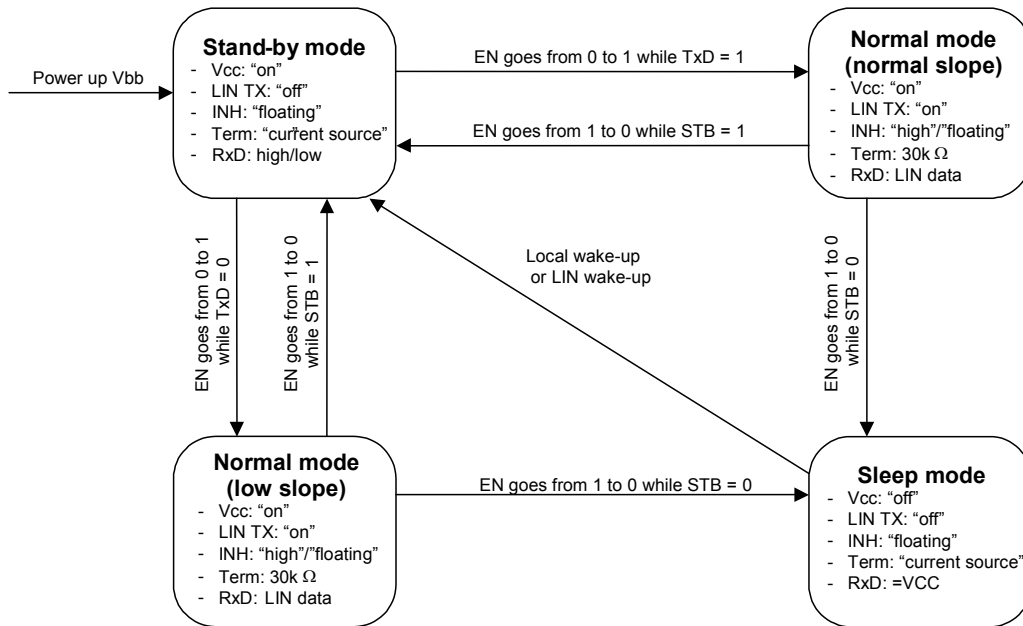 Stand-by mode
- Vcc: “on”
- LIN TX: “off”
- INH: “floating”
- Term: “current source”
- RxD: high/low
Power up Vbb
EN goes from 0 to 1 while TxD = 1
EN goes from 1 to 0 while STB = 1
Normal mode
(normal slope)
- Vcc: “on”
- LIN TX: “on”
- INH: “high”/”floating”
- Term: 30k Ω
- RxD: LIN data
EN goes from 0 to 1
while TxD = 0
EN goes from 1 to 0
while STB = 1
Local wake-up
or LIN wake-up
EN goes from 1 to 0
while STB = 0
Normal mode
(low slope)
- Vcc: “on”
- LIN TX: “on”
- INH: “high”/”floating”
- Term: 30k Ω
- RxD: LIN data
EN goes from 1 to 0 while STB = 0
Sleep mode
- Vcc: “off”
- LIN TX: “off”
- INH: “floating”
- Term: “current source”
- RxD: =VCC